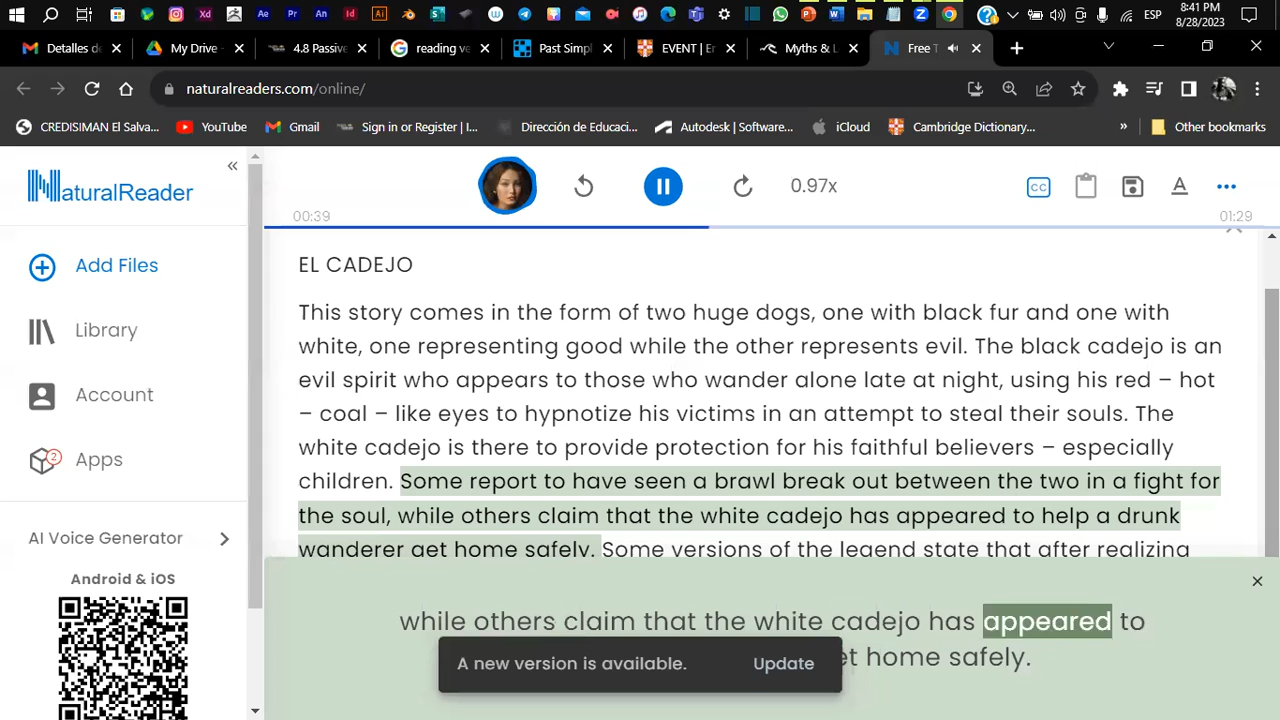 ESP
8:41 PM
8/28/2023
Detalles de
My Drive -
4.8 Passive
reading ve
Past Simpl
EVENT | En
Myths & L
Free T
naturalreaders.com/online/
CREDISIMAN El Salva...
YouTube
Gmail
Sign in or Register | I...
Dirección de Educaci...
Autodesk | Software...
iCloud
Cambridge Dictionary...
»
Other bookmarks
NaturalReader
«
0.97x
CC
A
00:39
01:29
Add Files
Library
Account
2
Apps
AI Voice Generator
Android & iOS
EL CADEJO
This story comes in the form of two huge dogs, one with black fur and one with
white, one representing good while the other represents evil. The black cadejo is an
evil spirit who appears to those who wander alone late at night, using his red – hot
– coal – like eyes to hypnotize his victims in an attempt to steal their souls. The
white cadejo is there to provide protection for his faithful believers – especially
children. Some report to have seen a brawl break out between the two in a fight for
the soul, while others claim that the white cadejo has appeared to help a drunk
wanderer get home safely. Some versions of the legend state that after realizing
while others claim that the white cadejo has appeared to
et home safely.
A new version is available. Update